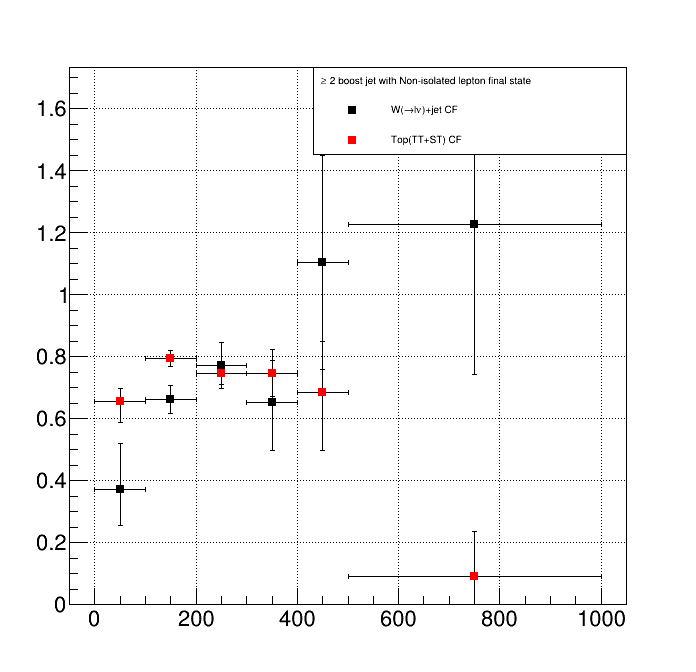 ≥ 2 boost jet with Non-isolated lepton final state
W(→lν)+jet CF
Top(TT+ST) CF
1.6
1.4
1.2
1
0.8
0.6
0.4
0.2
0
0 200 400 600 800 1000